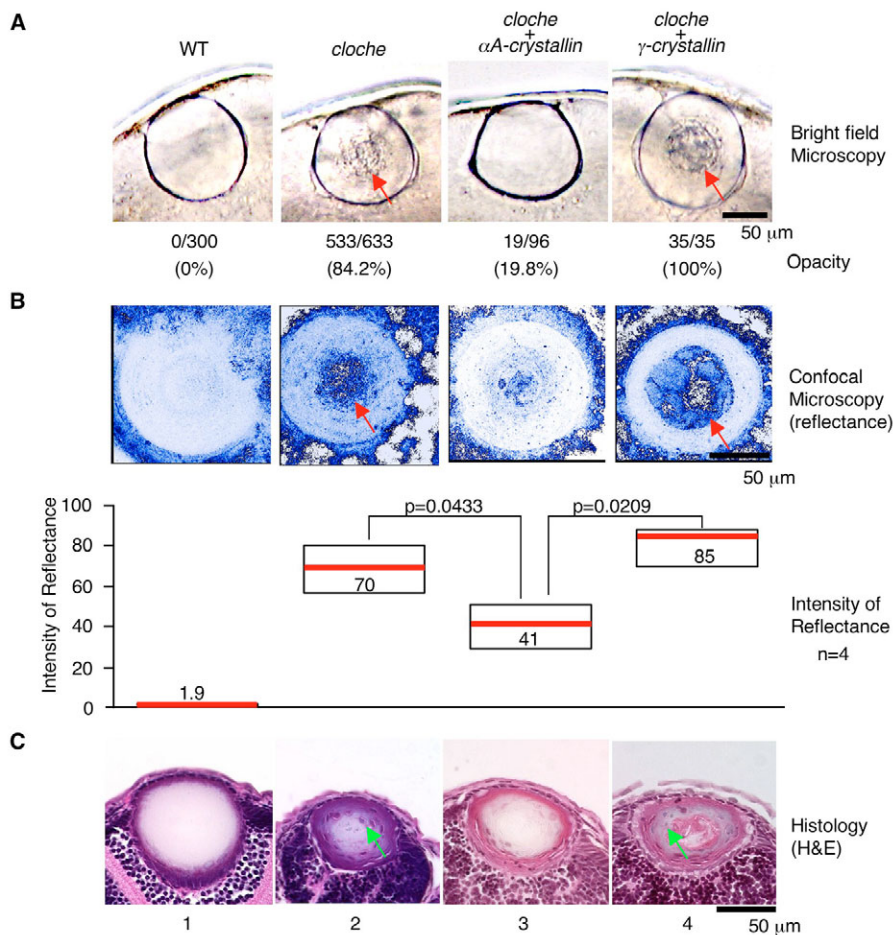 A
WT
cloche
cloche
+
αA-crystallin
cloche
+
γ-crystallin
Bright field
Microscopy
50 μm
0/300
533/633
19/96
35/35
(0%)
(84.2%)
(19.8%)
(100%)
Opacity
B
Confocal
Microscopy
(reflectance)
50 μm
Intensity of Reflectance
100
80
60
40
20
0
1.9
70
41
85
p=0.0433
p=0.0209
Intensity of
Reflectance
n=4
C
Histology
(H&E)
1
2
3
4
50 μm